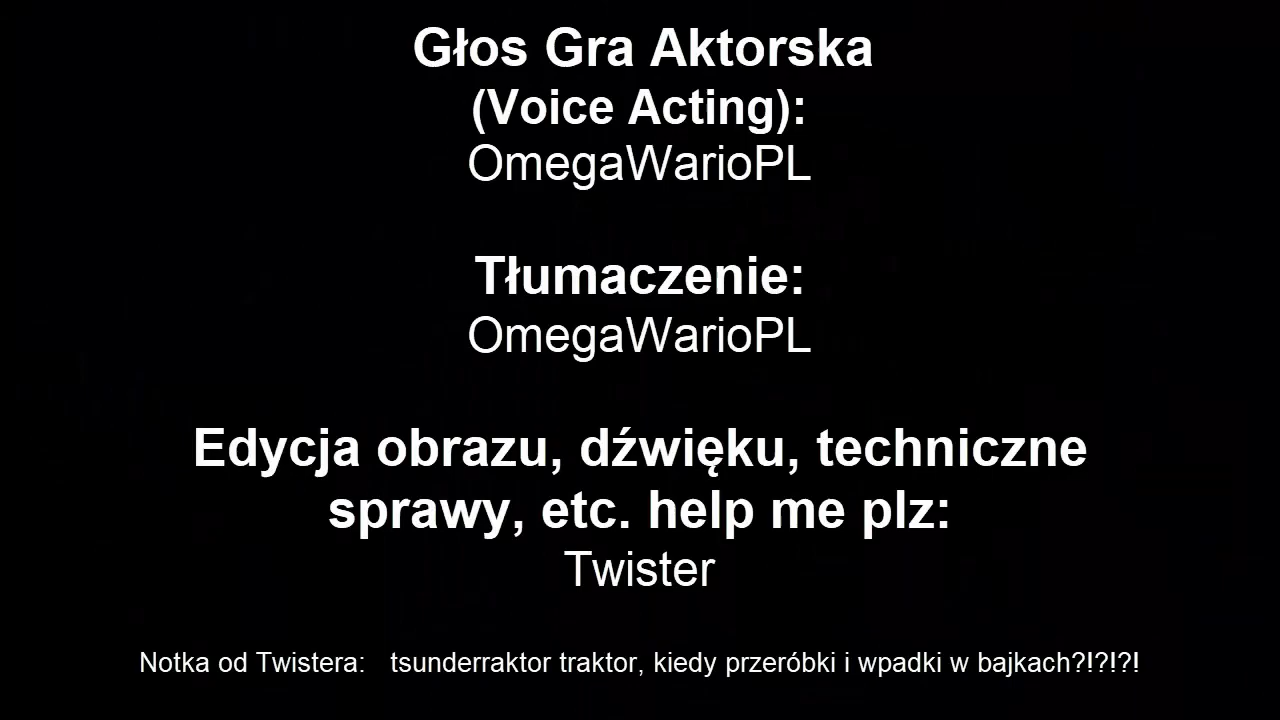 Głos Gra Aktorska
(Voice Acting):
OmegaWarioPL
Tłumaczenie:
OmegaWarioPL
Edycja obrazu, dźwięku, techniczne
sprawy, etc. help me plz:
Twister
Notka od Twistera: tsunderraktor traktor, kiedy przeróbki i wpadki w bajkach?!?!?!